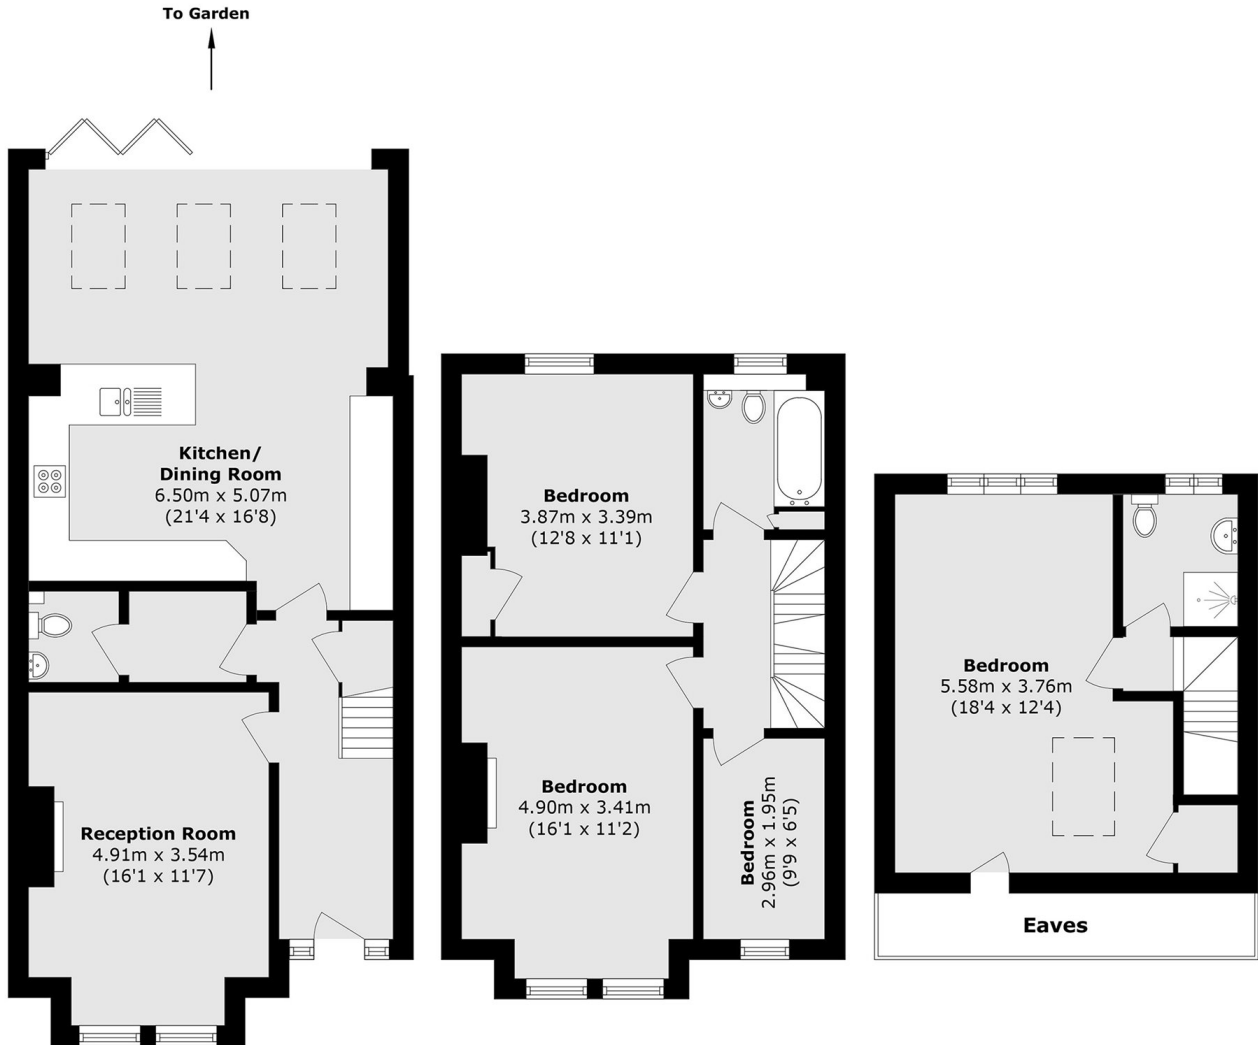 To Garden
Kitchen/
Dining Room
6.50m x 5.07m
(21'4 x 16'8)
Reception Room
4.91m x 3.54m
(16'1 x 11'7)
Bedroom
3.87m x 3.39m
(12'8 x 11'1)
Bedroom
4.90m x 3.41m
(16'1 x 11'2)
Bedroom
2.96m x 1.95m
(9'9 x 6'5)
Bedroom
5.58m x 3.76m
(18'4 x 12'4)
Eaves